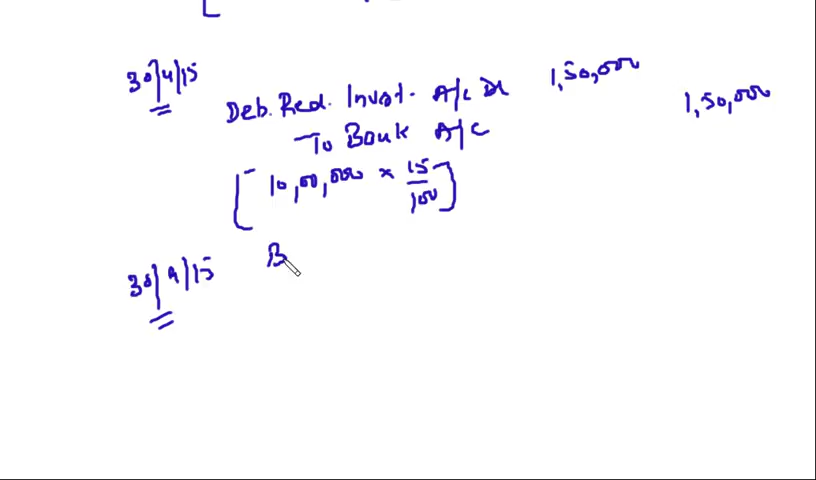 30/4/15
Deb. Red. Invst. A/c Dr 1,50,000
To Bank A/C 1,50,000
[10,00,000 × 15/100]
30/9/15 B